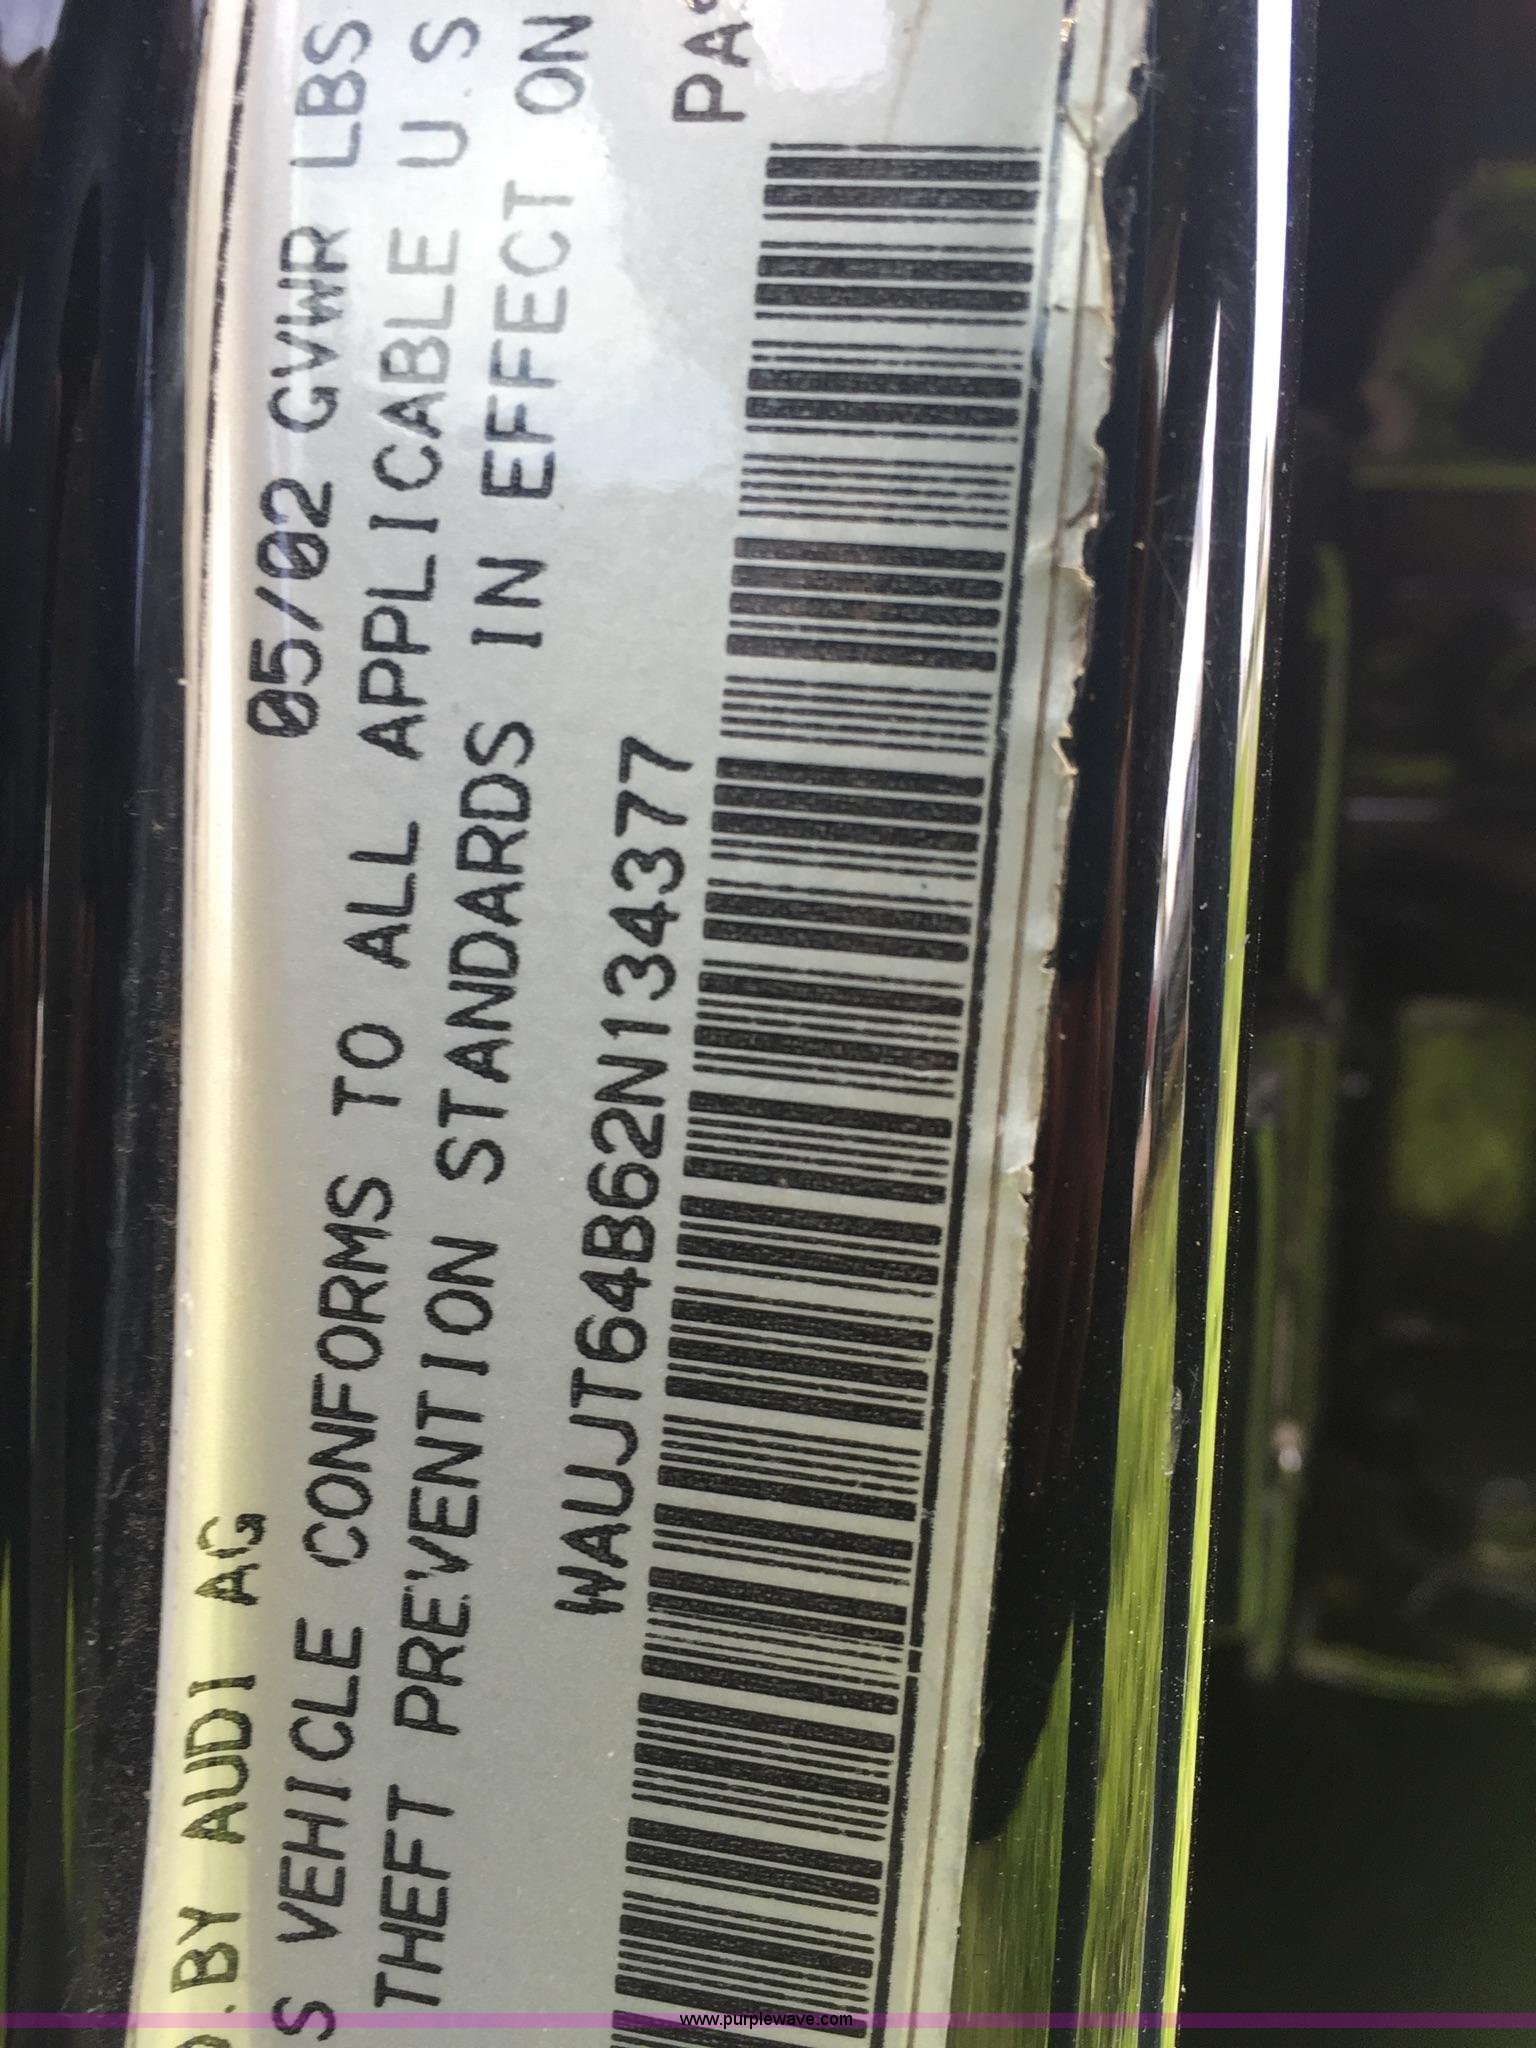 D.BY AUDI AG 05/02 GVWR LBS
S VEHICLE CONFORMS TO ALL APPLICABLE U S
THEFT PREVENTION STANDARDS IN EFFECT ON
WAUJT64B62N134377
www.purplewave.com